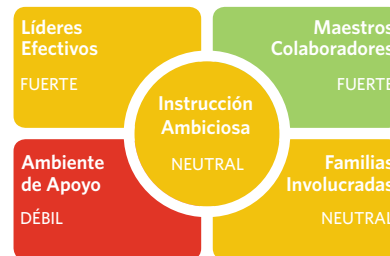 Líderes
Efectivos
FUERTE
Maestros
Colaboradores
FUERTE
Instrucción
Ambiciosa
NEUTRAL
Ambiente
de Apoyo
DÉBIL
Familias
Involucradas
NEUTRAL